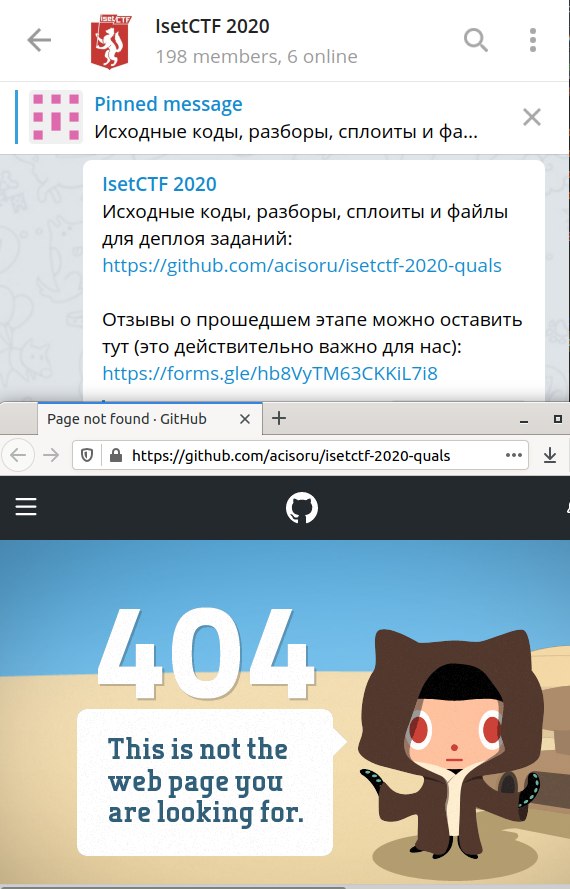 IsetCTF
IsetCTF 2020
198 members, 6 online
Pinned message
Исходные коды, разборы, сплоиты и фа...
IsetCTF 2020
Исходные коды, разборы, сплоиты и файлы
для деплоя заданий:
https://github.com/acisoru/isetctf-2020-quals
Отзывы о прошедшем этапе можно оставить
тут (это действительно важно для нас):
https://forms.gle/hb8VyTM63CKKiL7i8
Page not found · GitHub
https://github.com/acisoru/isetctf-2020-quals
404
This is not the
web page you
are looking for.